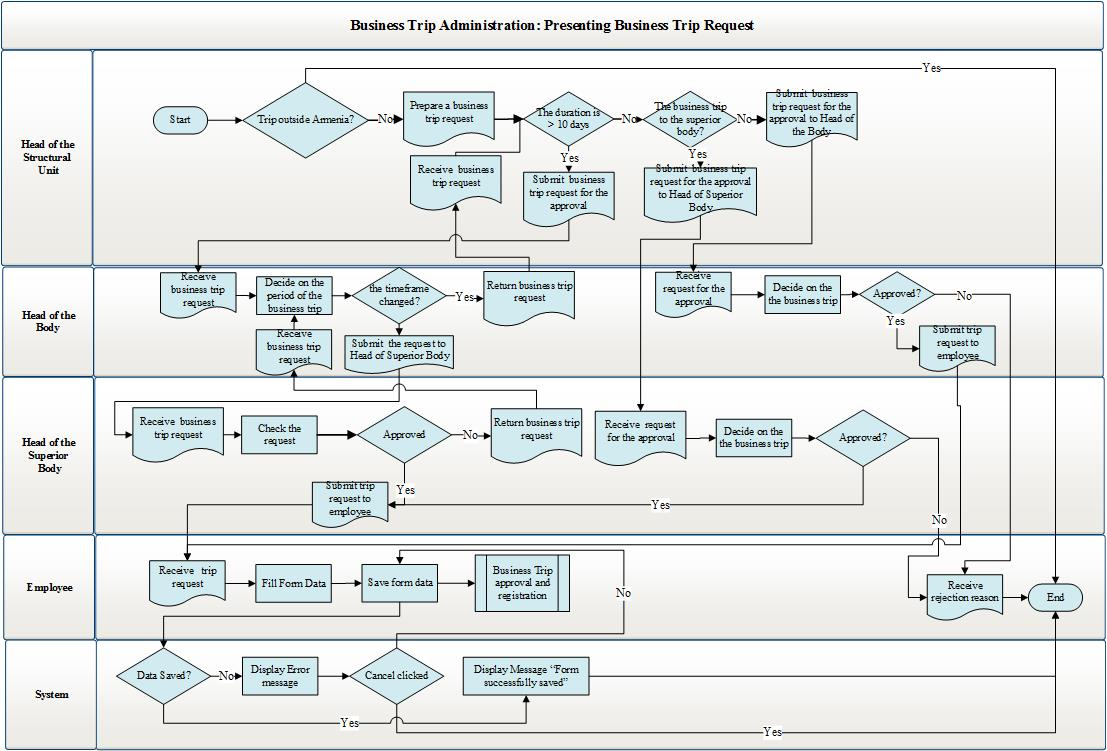 Business Trip Administration: Presenting Business Trip Request
Head of the
Structural
Unit
Start
Trip outside Armenia?
Yes
No
Prepare a business
trip request
Receive business
trip request
The duration is
> 10 days
No
Yes
Submit business
trip request for the
approval
The business trip
to the superior
body?
No
Yes
Submit business trip
request for the approval
to Head of Superior
Body
Submit business
trip request for the
approval to Head of
the Body
Head of the
Body
Receive
business trip
request
Decide on the
period of the
business trip
the timeframe
changed?
Yes
Return business trip
request
Receive
business trip
request
Submit the request to
Head of Superior Body
Receive
request for the
approval
Decide on the
the business trip
Approved?
No
Yes
Submit trip
request to
employee
Head of the
Superior
Body
Receive business
trip request
Check the
request
Approved
No
Return business trip
request
Yes
Submit trip
request to
employee
Receive request
for the approval
Decide on the
the business trip
Approved?
Yes
No
Employee
Receive trip
request
Fill Form Data
Save form data
Business Trip
approval and
registration
No
Receive
rejection reason
End
System
Data Saved?
No
Display Error
message
Cancel clicked
Display Message “Form
successfully saved”
Yes
Yes